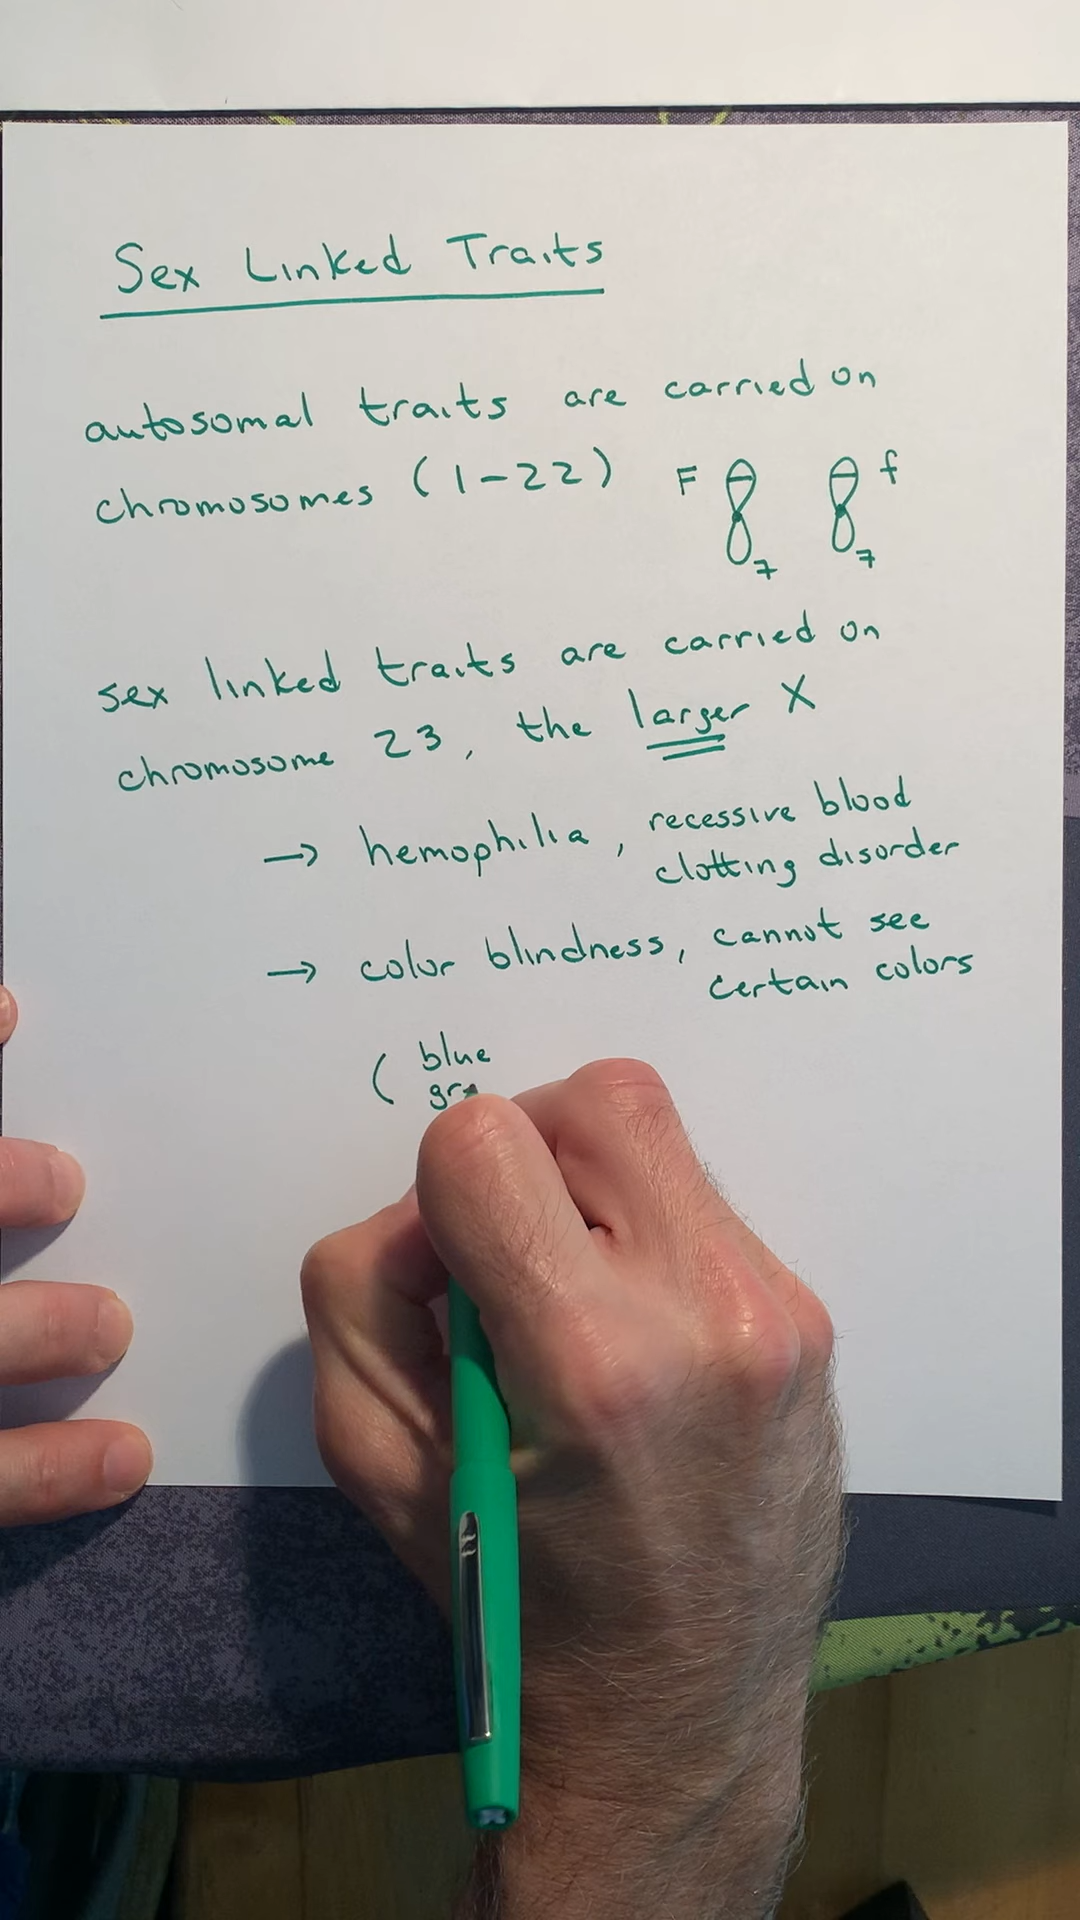 Sex Linked Traits
autosomal traits are carried on
chromosomes (1-22) F f
7 7
sex linked traits are carried on
chromosome 23, the larger X
→ hemophilia, recessive blood
clotting disorder
→ color blindness, cannot see
certain colors
( blue